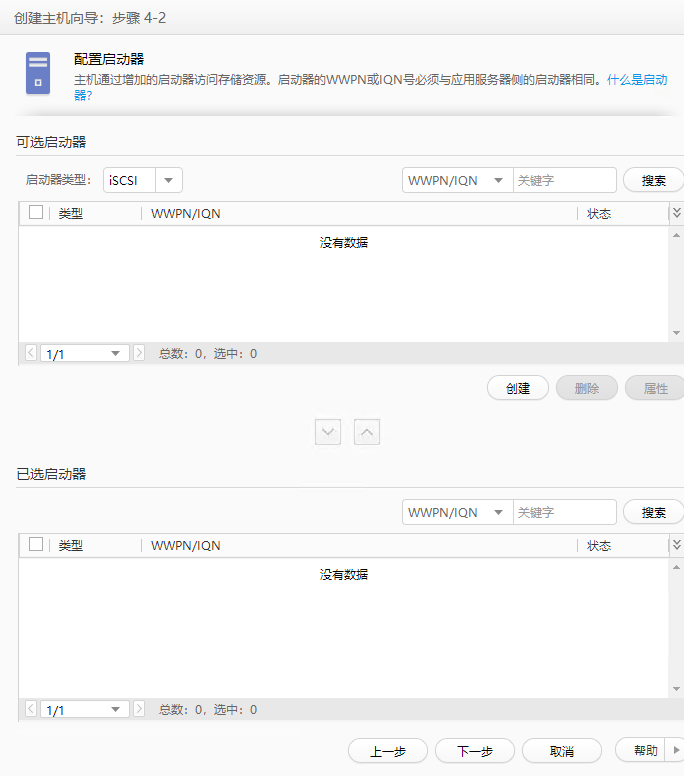 创建主机向导：步骤 4-2
配置启动器
主机通过增加的启动器访问存储资源。启动器的WWPN或IQN号必须与应用服务器侧的启动器相同。什么是启动
器?
可选启动器
启动器类型: iSCSI WWPN/IQN 关键字 搜索
类型 WWPN/IQN 状态
没有数据
1/1 总数: 0, 选中: 0
创建 删除 属性
已选启动器
WWPN/IQN 关键字 搜索
类型 WWPN/IQN 状态
没有数据
1/1 总数: 0, 选中: 0
上一步 下一步 取消 帮助